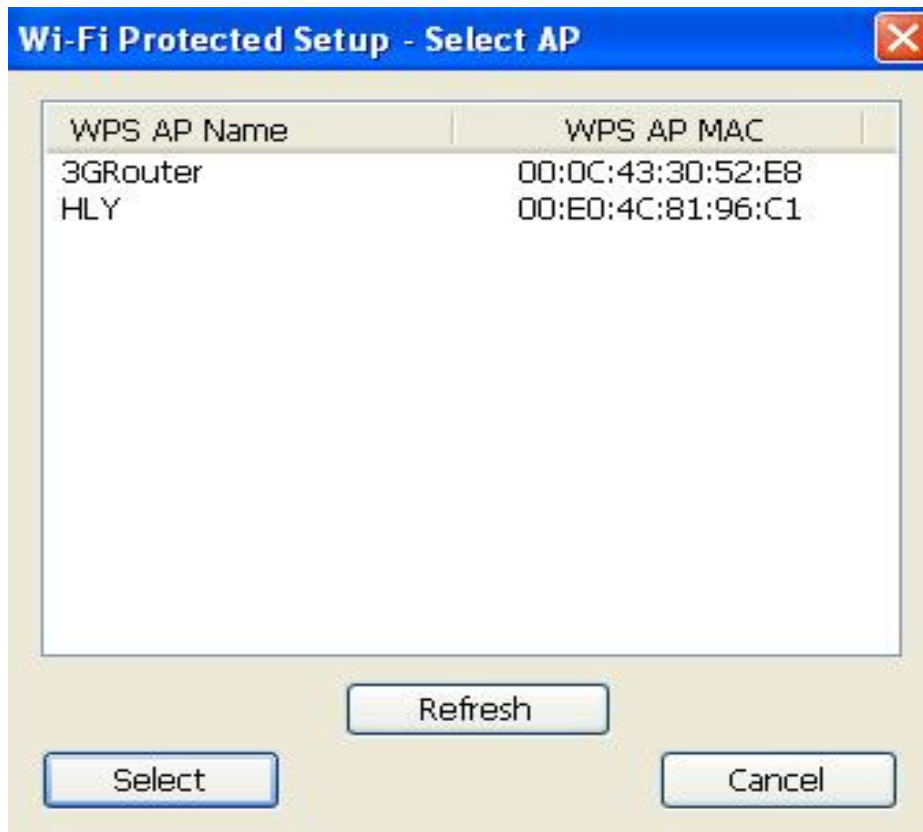 Wi-Fi Protected Setup - Select AP
WPS AP Name WPS AP MAC
3GRouter 00:0C:43:30:52:E8
HLY 00:E0:4C:81:96:C1
Refresh
Select Cancel